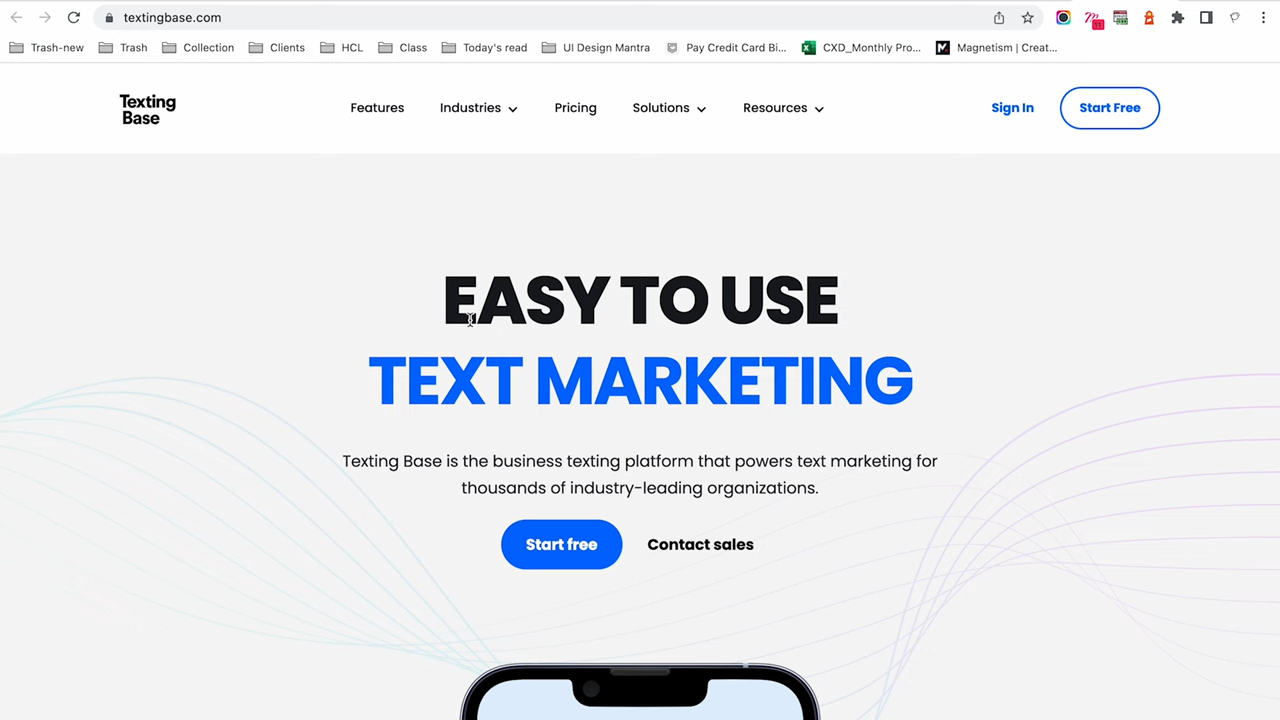 textingbase.com
Trash-new Trash Collection Clients HCL Class Today's read UI Design Mantra Pay Credit Card Bi... CXD_Monthly Pro... Magnetism | Creat...
Texting
Base
Features Industries Pricing Solutions Resources Sign In Start Free
EASY TO USE
TEXT MARKETING
Texting Base is the business texting platform that powers text marketing for
thousands of industry-leading organizations.
Start free Contact sales